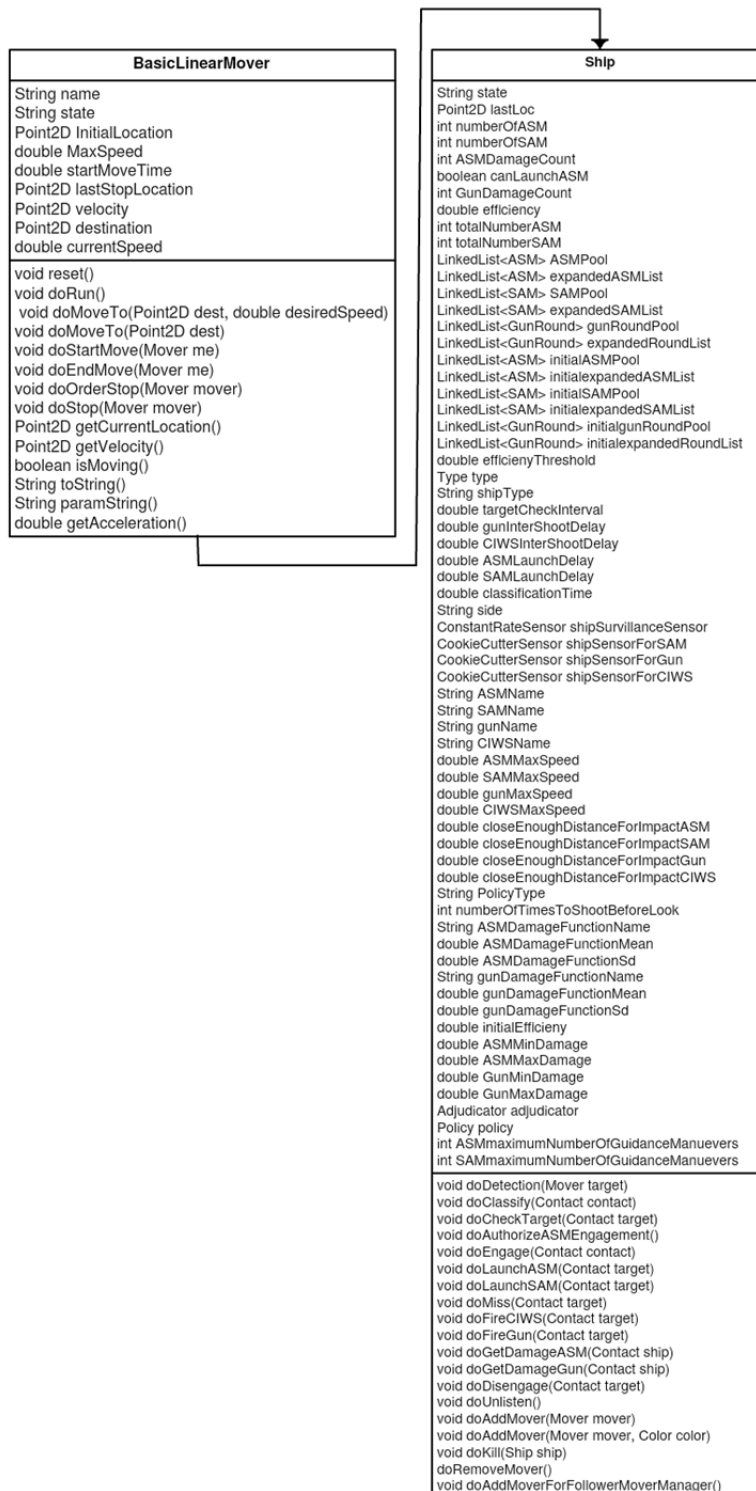 BasicLinearMover
String name
String state
Point2D InitialLocation
double MaxSpeed
double startMoveTime
Point2D lastStopLocation
Point2D velocity
Point2D destination
double currentSpeed
void reset()
void doRun()
void doMoveTo(Point2D dest, double desiredSpeed)
void doMoveTo(Point2D dest)
void doStartMove(Mover me)
void doEndMove(Mover me)
void doOrderStop(Mover mover)
void doStop(Mover mover)
Point2D getCurrentLocation()
Point2D getVelocity()
boolean isMoving()
String toString()
String paramString()
double getAcceleration()
Ship
String state
Point2D lastLoc
int numberOfASM
int numberOfSAM
int ASMDamageCount
boolean canLaunchASM
int GunDamageCount
double efficiency
int totalNumberASM
int totalNumberSAM
LinkedList<ASM> ASMPool
LinkedList<ASM> expandedASMList
LinkedList<SAM> SAMPool
LinkedList<SAM> expandedSAMList
LinkedList<GunRound> gunRoundPool
LinkedList<GunRound> expandedRoundList
LinkedList<ASM> initialASMPool
LinkedList<ASM> initialexpandedASMList
LinkedList<SAM> initialSAMPool
LinkedList<SAM> initialexpandedSAMList
LinkedList<GunRound> initialgunRoundPool
LinkedList<GunRound> initialexpandedRoundList
double efficienyThreshold
Type type
String shipType
double targetCheckInterval
double gunInterShootDelay
double CIWSInterShootDelay
double ASMLaunchDelay
double SAMLaunchDelay
double classificationTime
String side
ConstantRateSensor shipSurvillanceSensor
CookieCutterSensor shipSensorForSAM
CookieCutterSensor shipSensorForGun
CookieCutterSensor shipSensorForCIWS
String ASMName
String SAMName
String gunName
String CIWSName
double ASMMaxSpeed
double SAMMaxSpeed
double gunMaxSpeed
double CIWSMaxSpeed
double closeEnoughDistanceForImpactASM
double closeEnoughDistanceForImpactSAM
double closeEnoughDistanceForImpactGun
double closeEnoughDistanceForImpactCIWS
String PolicyType
int numberOfTimesToShootBeforeLook
String ASMDamageFunctionName
double ASMDamageFunctionMean
double ASMDamageFunctionSd
String gunDamageFunctionName
double gunDamageFunctionMean
double gunDamageFunctionSd
double initialEfficieny
double ASMMinDamage
double ASMMaxDamage
double GunMinDamage
double GunMaxDamage
Adjudicator adjudicator
Policy policy
int ASMmaximumNumberOfGuidanceManuevers
int SAMmaximumNumberOfGuidanceManuevers
void doDetection(Mover target)
void doClassify(Contact contact)
void doCheckTarget(Contact target)
void doAuthorizeASMEngagement()
void doEngage(Contact contact)
void doLaunchASM(Contact target)
void doLaunchSAM(Contact target)
void doMiss(Contact target)
void doFireCIWS(Contact target)
void doFireGun(Contact target)
void doGetDamageASM(Contact ship)
void doGetDamageGun(Contact ship)
void doDisengage(Contact target)
void doUnlisten()
void doAddMover(Mover mover)
void doAddMover(Mover mover, Color color)
void doKill(Ship ship)
doRemoveMover()
void doAddMoverForFollowerMoverManager()